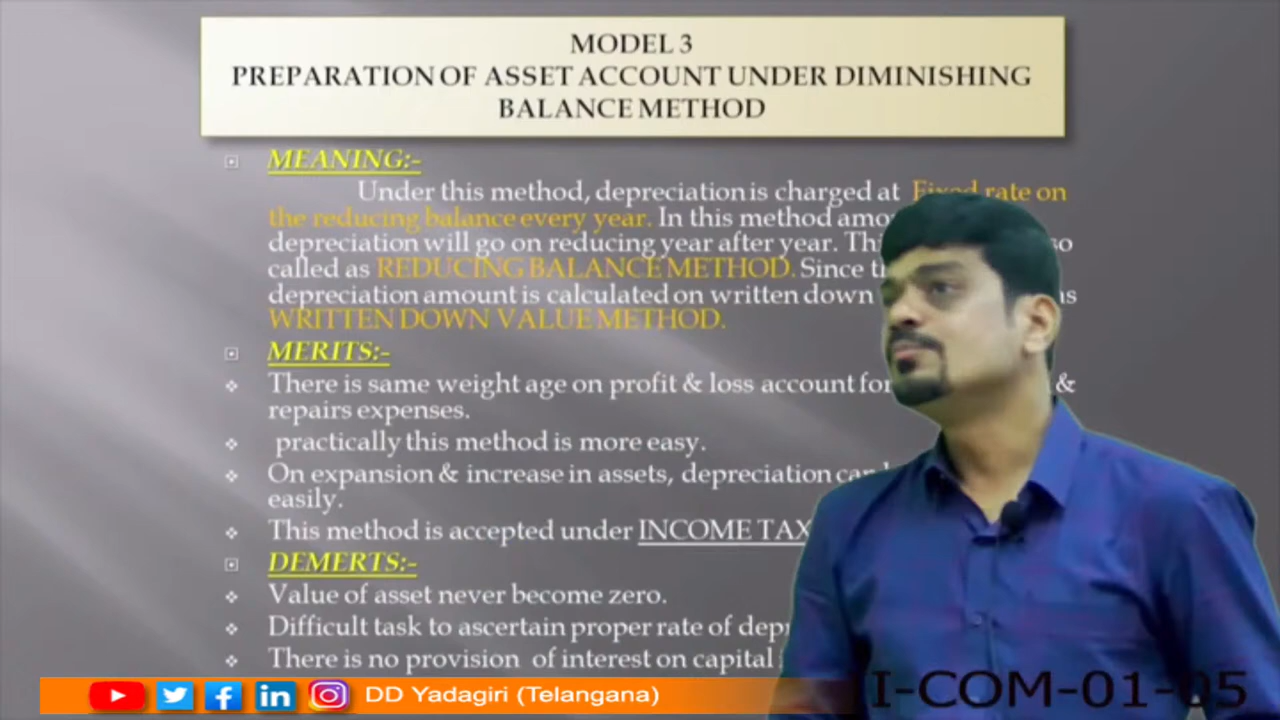 MODEL 3
PREPARATION OF ASSET ACCOUNT UNDER DIMINISHING
BALANCE METHOD
MEANING:-
Under this method, depreciation is charged at Fixed rate on
the reducing balance every year. In this method
depreciation will go on reducing year after year.
called as REDUCING BALANCE METHOD. Since
depreciation amount is calculated on written down
WRITTEN DOWN VALUE METHOD.
MERITS:-
There is same weight age on profit & loss account for &
repairs expenses.
practically this method is more easy.
On expansion & increase in assets, depreciation
easily.
This method is accepted under INCOME TAX
DEMERTS:-
Value of asset never become zero.
Difficult task to ascertain proper rate of
There is no provision of interest on capital
DD Yadagiri (Telangana)
I-COM-01-05